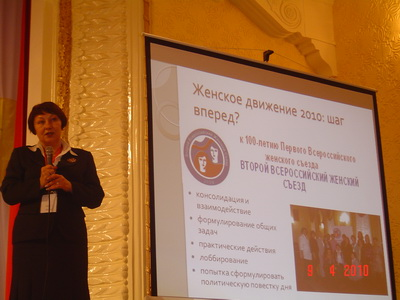 Женское движение 2010: шаг
вперед?
к 100-летию Первого Всероссийского
женского съезда
ВТОРОЙ ВСЕРОССИЙСКИЙ ЖЕНСКИЙ
СЪЕЗД
• консолидация и
взаимодействие
• формулирование общих
задач
• практические действия
• лоббирование
• попытка сформулировать
политическую повестку дня
9 4 2010